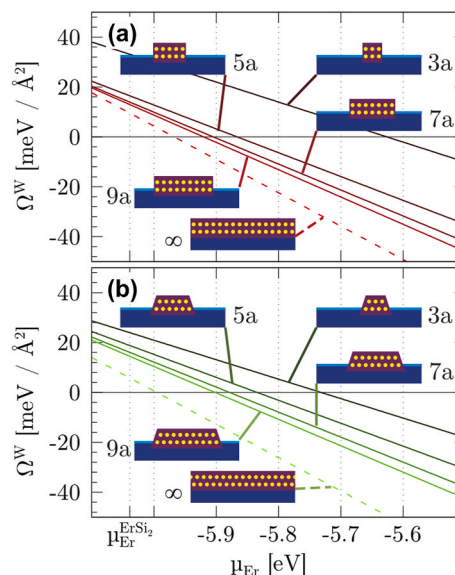 (a)
40
5a
3a
20
7a
0
Ω^W [meV / Å²]
-20
9a
-40
∞
(b)
40
5a
3a
20
7a
0
Ω^W [meV / Å²]
-20
9a
-40
∞
μ_Er^ErSi₂ -5.9 -5.8 -5.7 -5.6
μ_Er [eV]